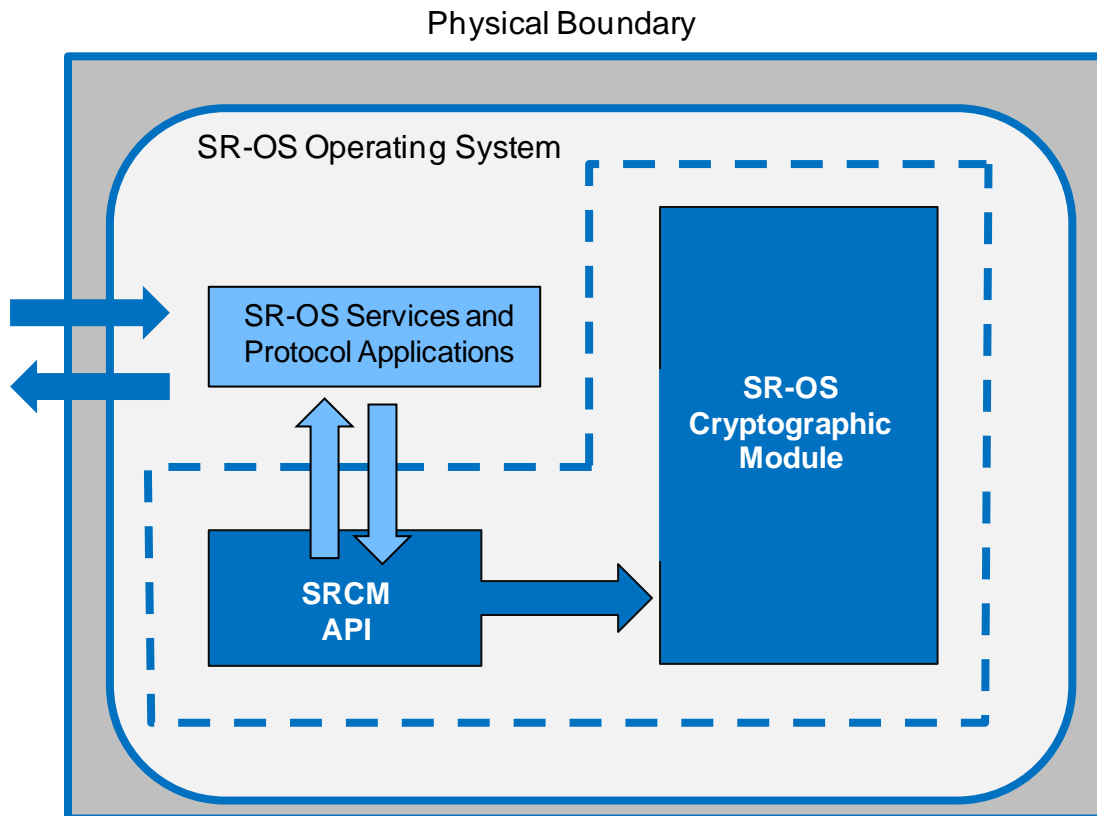 Physical Boundary
SR-OS Operating System
SR-OS Services and
Protocol Applications
SR-OS
Cryptographic
Module
SRCM
API